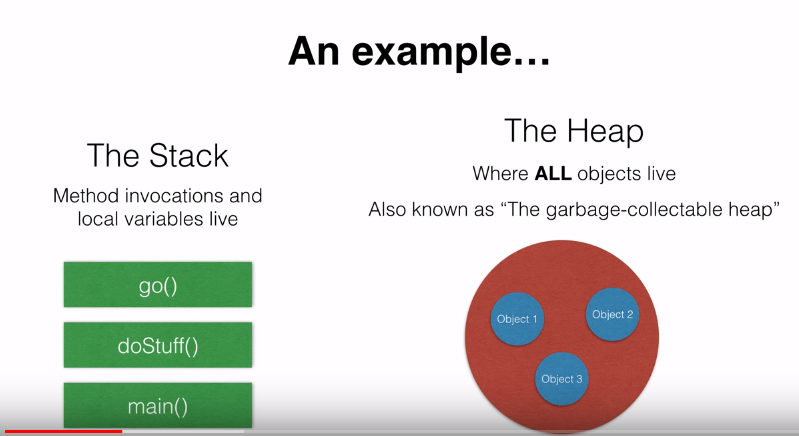 An example…
The Stack
Method invocations and
local variables live
go()
doStuff()
main()
The Heap
Where ALL objects live
Also known as “The garbage-collectable heap”
Object 1
Object 2
Object 3